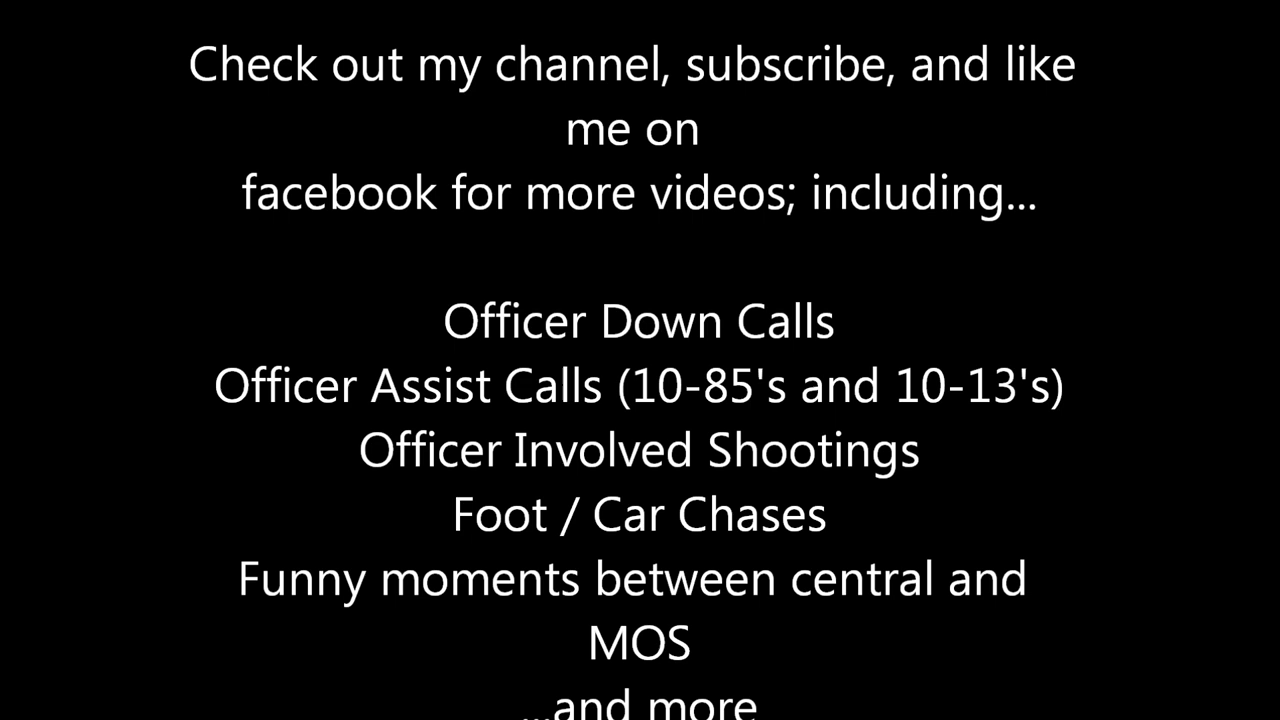 Check out my channel, subscribe, and like
me on
facebook for more videos; including...
Officer Down Calls
Officer Assist Calls (10-85's and 10-13's)
Officer Involved Shootings
Foot / Car Chases
Funny moments between central and
MOS
...and more